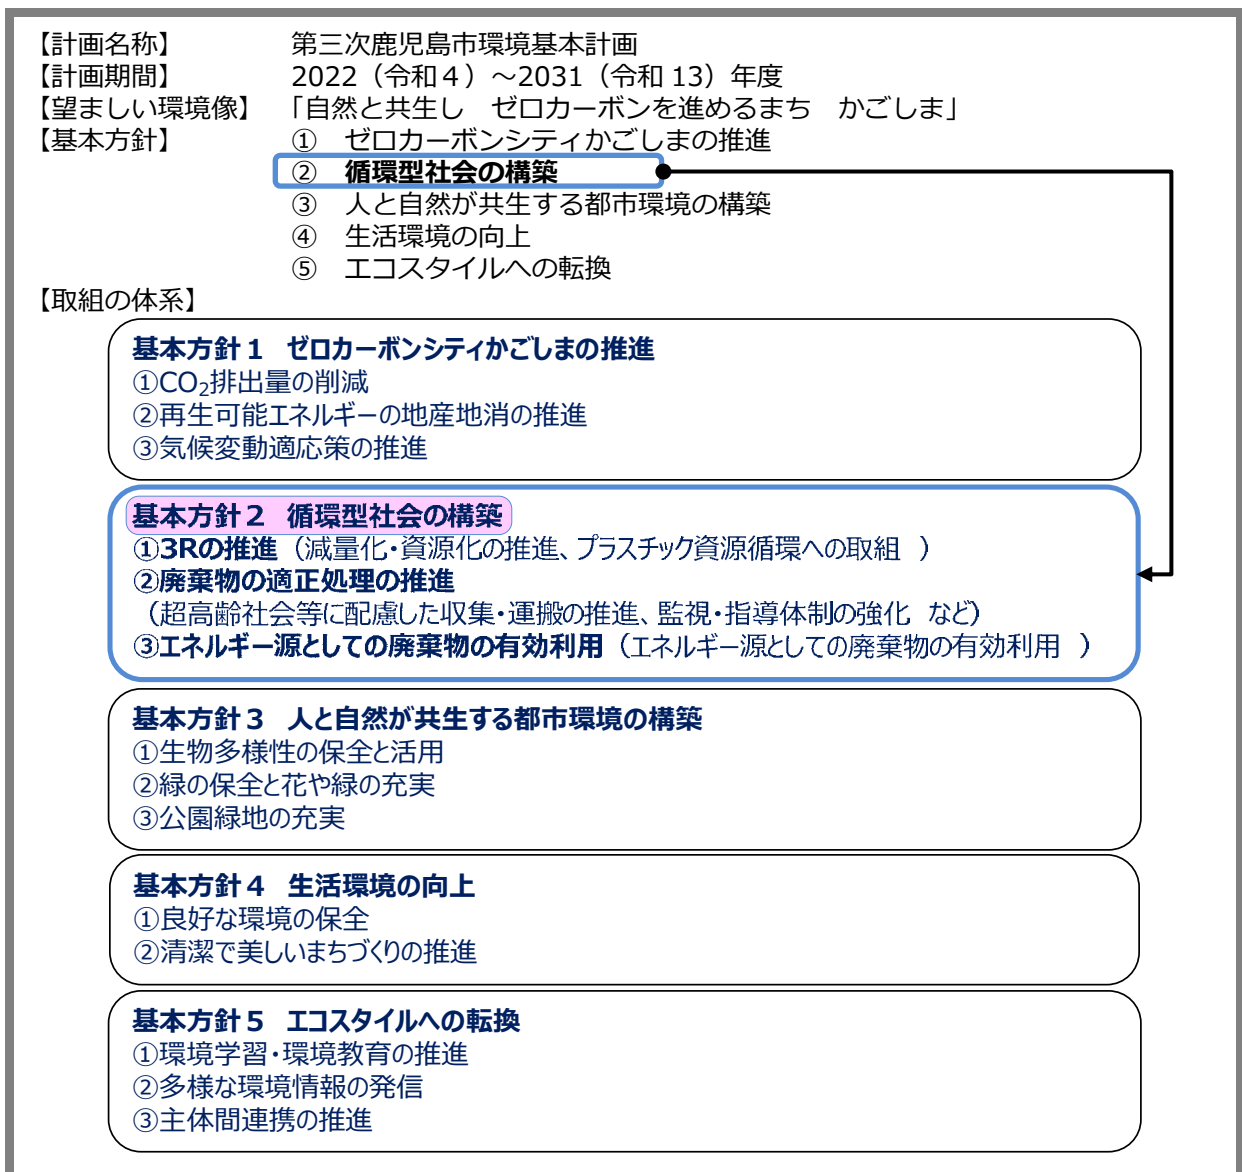 【計画名称】 第三次鹿児島市環境基本計画
【計画期間】 2022（令和４）～2031（令和 13）年度
【望ましい環境像】 「自然と共生し　ゼロカーボンを進めるまち　かごしま」
【基本方針】 ①　ゼロカーボンシティかごしまの推進
②　循環型社会の構築
③　人と自然が共生する都市環境の構築
④　生活環境の向上
⑤　エコスタイルへの転換
【取組の体系】
基本方針１　ゼロカーボンシティかごしまの推進
①CO₂排出量の削減
②再生可能エネルギーの地産地消の推進
③気候変動適応策の推進
基本方針２　循環型社会の構築
①3Rの推進（減量化・資源化の推進、プラスチック資源循環への取組　）
②廃棄物の適正処理の推進
（超高齢社会等に配慮した収集・運搬の推進、監視・指導体制の強化　など）
③エネルギー源としての廃棄物の有効利用（エネルギー源としての廃棄物の有効利用　）
基本方針３　人と自然が共生する都市環境の構築
①生物多様性の保全と活用
②緑の保全と花や緑の充実
③公園緑地の充実
基本方針４　生活環境の向上
①良好な環境の保全
②清潔で美しいまちづくりの推進
基本方針５　エコスタイルへの転換
①環境学習・環境教育の推進
②多様な環境情報の発信
③主体間連携の推進